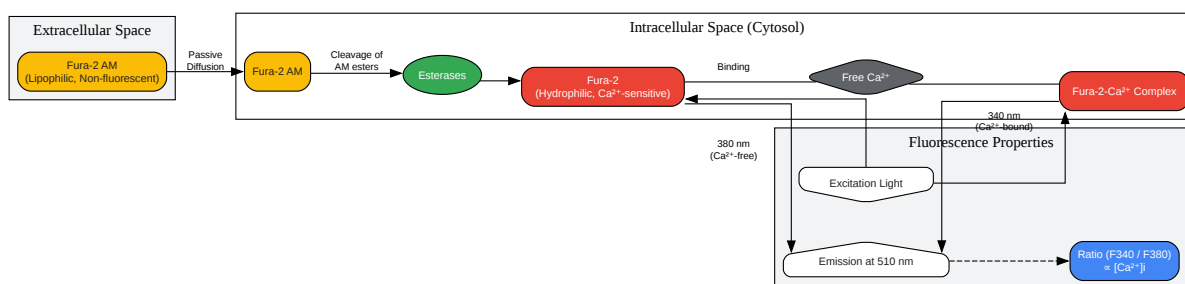 Extracellular Space
Fura-2 AM
(Lipophilic, Non-fluorescent)
Passive
Diffusion
Intracellular Space (Cytosol)
Fura-2 AM
Cleavage of
AM esters
Esterases
Fura-2
(Hydrophilic, Ca²⁺-sensitive)
Binding
Free Ca²⁺
Fura-2-Ca²⁺ Complex
380 nm
(Ca²⁺-free)
340 nm
(Ca²⁺-bound)
Fluorescence Properties
Excitation Light
Emission at 510 nm
Ratio (F340 / F380)
∝ [Ca²⁺]i